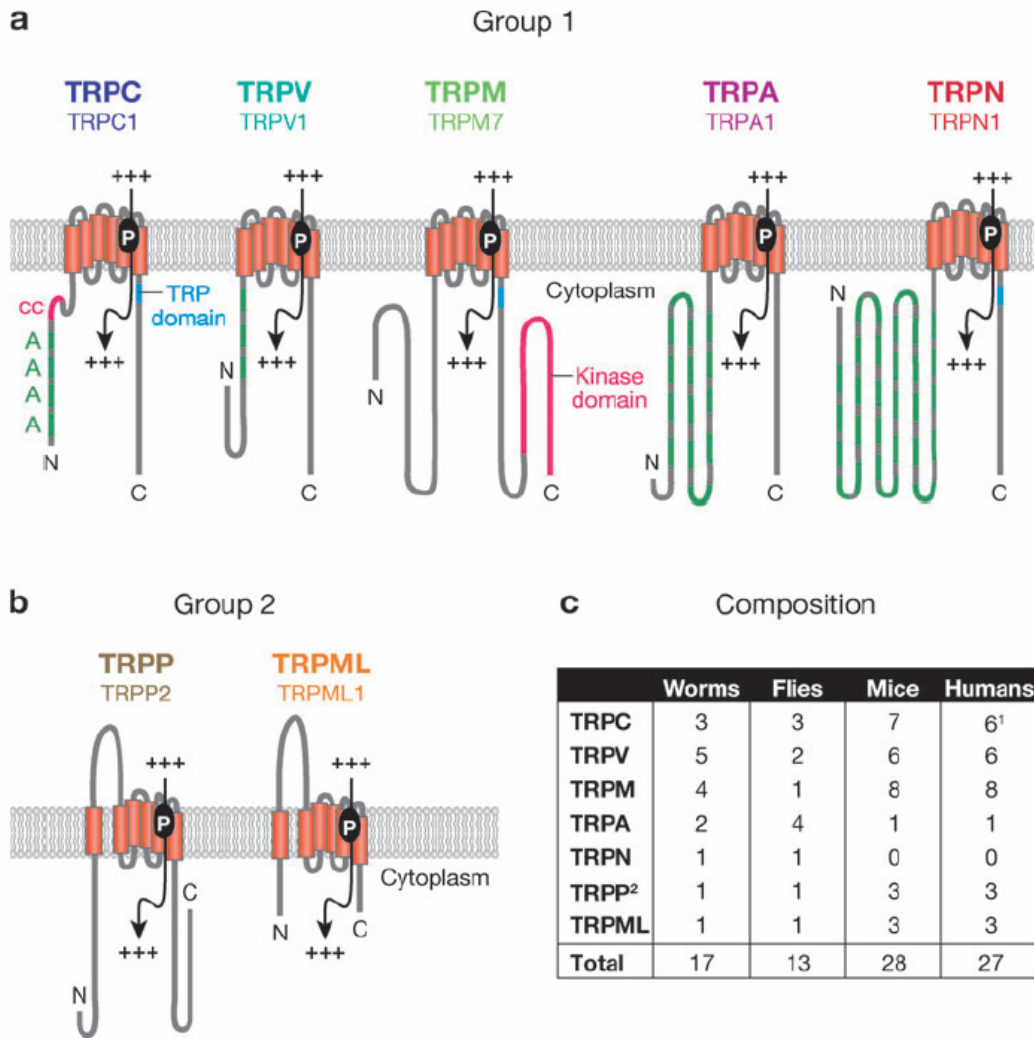 a
Group 1
TRPC
TRPC1
TRPV
TRPV1
TRPM
TRPM7
TRPA
TRPA1
TRPN
TRPN1
+++
P
TRP
domain
cc
A
A
A
A
N
+++
C
+++
P
N
+++
+++
P
N
+++
Kinase
domain
C
Cytoplasm
+++
P
N
+++
C
+++
P
N
+++
C
b
Group 2
TRPP
TRPP2
TRPML
TRPML1
+++
P
C
+++
N
+++
P
Cytoplasm
N
C
+++
c
Composition
Worms Flies Mice Humans
TRPC 3 3 7 6¹
TRPV 5 2 6 6
TRPM 4 1 8 8
TRPA 2 4 1 1
TRPN 1 1 0 0
TRPP² 1 1 3 3
TRPML 1 1 3 3
Total 17 13 28 27